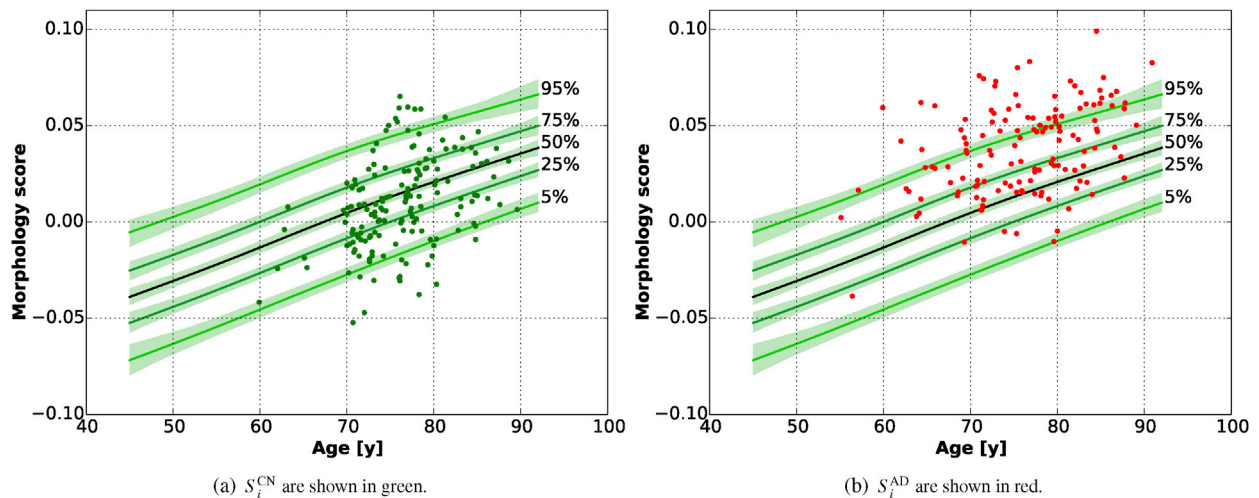 0.10
0.05
0.00
−0.05
−0.10
Morphology score
95%
75%
50%
25%
5%
40 50 60 70 80 90 100
Age [y]
(a) S_i^CN are shown in green.
0.10
0.05
0.00
−0.05
−0.10
Morphology score
95%
75%
50%
25%
5%
40 50 60 70 80 90 100
Age [y]
(b) S_i^AD are shown in red.